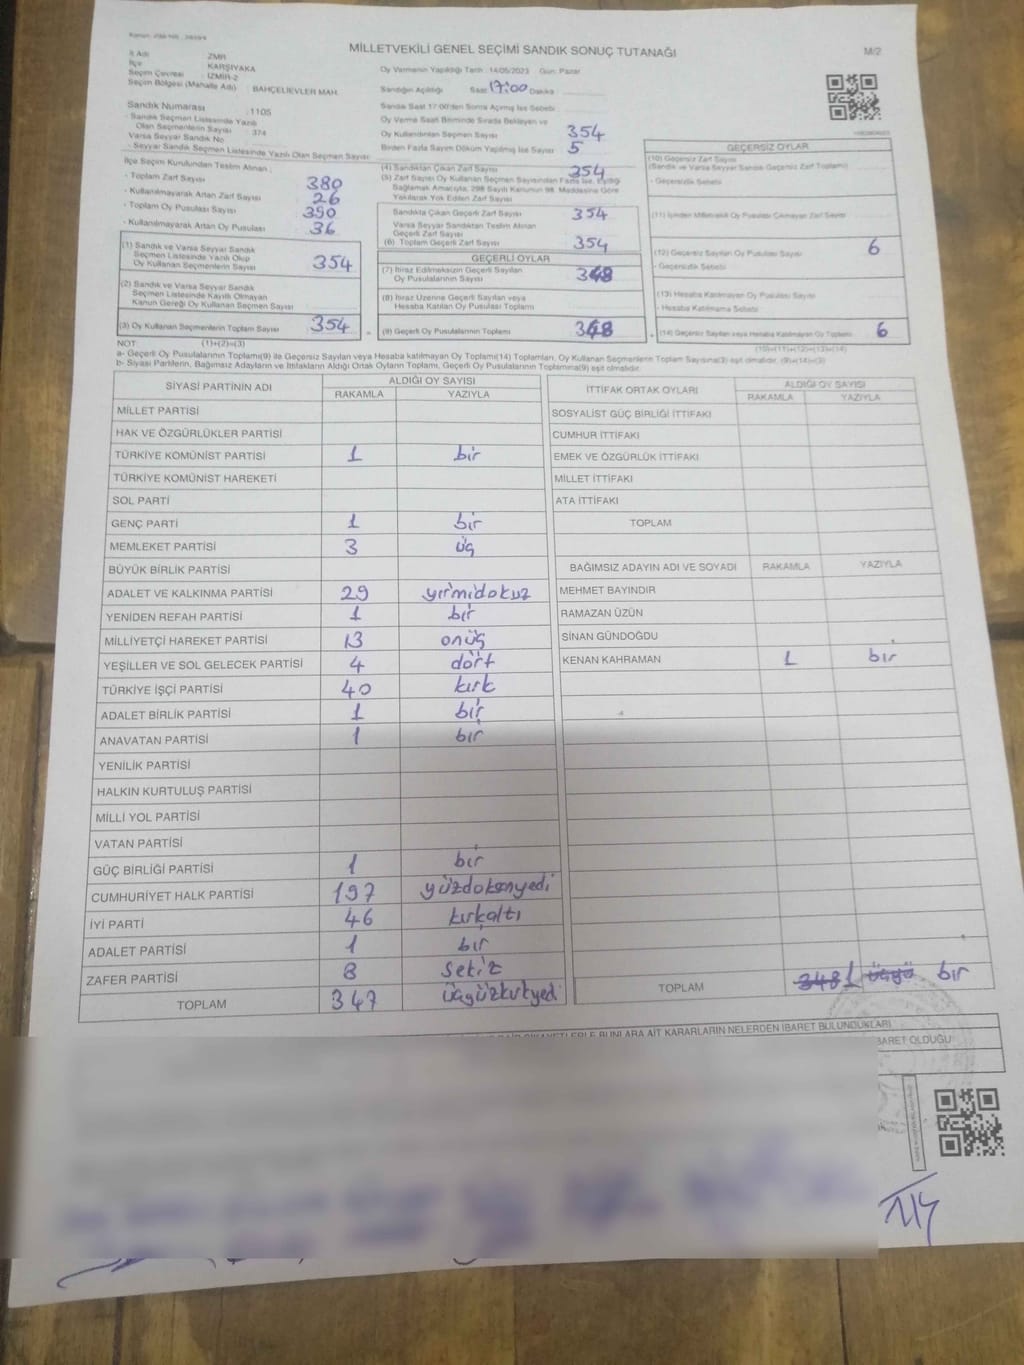 MİLLETVEKİLİ GENEL SEÇİMİ SANDIK SONUÇ TUTANAĞI
M/2
İl Adı : İZMİR
İlçe : KARŞIYAKA
Seçim Çevresi : İZMİR-2
Seçim Bölgesi (Mahalle Adı) : BAHÇELİEVLER MAH.
Sandık Numarası : 1105
- Sandık Seçmen Listesinde Yazılı
Olan Seçmenlerin Sayısı : 374
Varsa Seyyar Sandık No
- Seyyar Sandık Seçmen Listesinde Yazılı Olan Seçmen Sayısı:
Oy Vermenin Yapıldığı Tarih : 14/05/2023 Gün: Pazar
Sandığın Açıldığı Saat 17:00 Dakika
Sandık Saat 17:00'den Sonra Açılmış İse Sebebi
Oy Verme Saati Bitiminde Sırada Bekleyen ve
Oy Kullandırılan Seçmen Sayısı 354
Birden Fazla Sayım Döküm Yapılmış İse Sayısı 5
İlçe Seçim Kurulundan Teslim Alınan ;
- Toplam Zarf Sayısı 380
- Kullanılmayarak Artan Zarf Sayısı 26
- Toplam Oy Pusulası Sayısı 390
- Kullanılmayarak Artan Oy Pusulası 36
(1) Sandık ve Varsa Seyyar Sandık
Seçmen Listesinde Yazılı Olup
Oy Kullanan Seçmenlerin Sayısı 354
(2) Sandık ve Varsa Seyyar Sandık
Seçmen Listesinde Kayıtlı Olmayan
Kanun Gereği Oy Kullanan Seçmen Sayısı
(3) Oy Kullanan Seçmenlerin Toplam Sayısı 354
(4) Sandıktan Çıkan Zarf Sayısı 354
(5) Zarf Sayısı Oy Kullanan Seçmen Sayısından Fazla İse, Eşitliği
Sağlamak Amacıyla, 298 Sayılı Kanunun 98. Maddesine Göre
Yakılarak Yok Edilen Zarf Sayısı
Sandıkta Çıkan Geçerli Zarf Sayısı 354
Varsa Seyyar Sandıktan Teslim Alınan
Geçerli Zarf Sayısı
(6) Toplam Geçerli Zarf Sayısı 354
GEÇERLİ OYLAR
(7) İtiraz Edilmeksizin Geçerli Sayılan
Oy Pusulalarının Sayısı 348
(8) İtiraz Üzerine Geçerli Sayılan veya
Hesaba Katılan Oy Pusulası Toplamı
(9) Geçerli Oy Pusulalarının Toplamı 348
GEÇERSİZ OYLAR
(10) Geçersiz Zarf Sayısı
(Sandık ve Varsa Seyyar Sandık Geçersiz Zarf Toplamı)
- Geçersizlik Sebebi
(11) İçinden Milletvekili Oy Pusulası Çıkmayan Zarf Sayısı
(12) Geçersiz Sayılan Oy Pusulası Sayısı 6
- Geçersizlik Sebebi
(13) Hesaba Katılmayan Oy Pusulası Sayısı
- Hesaba Katılmama Sebebi
(14) Geçersiz Sayılan veya Hesaba Katılmayan Oy Toplamı 6
NOT : (1)+(2)=(3)
(10)+(11)+(12)+(13)=(14)
a- Geçerli Oy Pusulalarının Toplamı(9) ile Geçersiz Sayılan veya Hesaba katılmayan Oy Toplamı(14) Toplamları, Oy Kullanan Seçmenlerin Toplam Sayısına(3) eşit olmalıdır. (9)+(14)=(3)
b- Siyasi Partilerin, Bağımsız Adayların ve İttifakların Aldığı Ortak Oyların Toplamı, Geçerli Oy Pusulalarının Toplamına(9) eşit olmalıdır.
SİYASİ PARTİNİN ADI ALDIĞI OY SAYISI
RAKAMLA YAZIYLA
MİLLET PARTİSİ
HAK VE ÖZGÜRLÜKLER PARTİSİ
TÜRKİYE KOMÜNİST PARTİSİ 1 bir
TÜRKİYE KOMÜNİST HAREKETİ
SOL PARTİ
GENÇ PARTİ 1 bir
MEMLEKET PARTİSİ 3 üç
BÜYÜK BİRLİK PARTİSİ
ADALET VE KALKINMA PARTİSİ 29 yirmidokuz
YENİDEN REFAH PARTİSİ 1 bir
MİLLİYETÇİ HAREKET PARTİSİ 13 onüç
YEŞİLLER VE SOL GELECEK PARTİSİ 4 dört
TÜRKİYE İŞÇİ PARTİSİ 40 kırk
ADALET BİRLİK PARTİSİ 1 bir
ANAVATAN PARTİSİ 1 bir
YENİLİK PARTİSİ
HALKIN KURTULUŞ PARTİSİ
MİLLİ YOL PARTİSİ
VATAN PARTİSİ
GÜÇ BİRLİĞİ PARTİSİ 1 bir
CUMHURİYET HALK PARTİSİ 197 yüzdoksanyedi
İYİ PARTİ 46 kırkaltı
ADALET PARTİSİ 1 bir
ZAFER PARTİSİ 8 sekiz
TOPLAM 347 üçyüzkırkyedi
İTTİFAK ORTAK OYLARI ALDIĞI OY SAYISI
RAKAMLA YAZIYLA
SOSYALİST GÜÇ BİRLİĞİ İTTİFAKI
CUMHUR İTTİFAKI
EMEK VE ÖZGÜRLÜK İTTİFAKI
MİLLET İTTİFAKI
ATA İTTİFAKI
TOPLAM
BAĞIMSIZ ADAYIN ADI VE SOYADI RAKAMLA YAZIYLA
MEHMET BAYINDIR
RAMAZAN ÜZÜN
SİNAN GÜNDOĞDU
KENAN KAHRAMAN 1 bir
TOPLAM 348 1 üçyü bir
AİT KARARLARIN NELERDEN İBARET BULUNDUKLARI
İBARET OLDUĞU